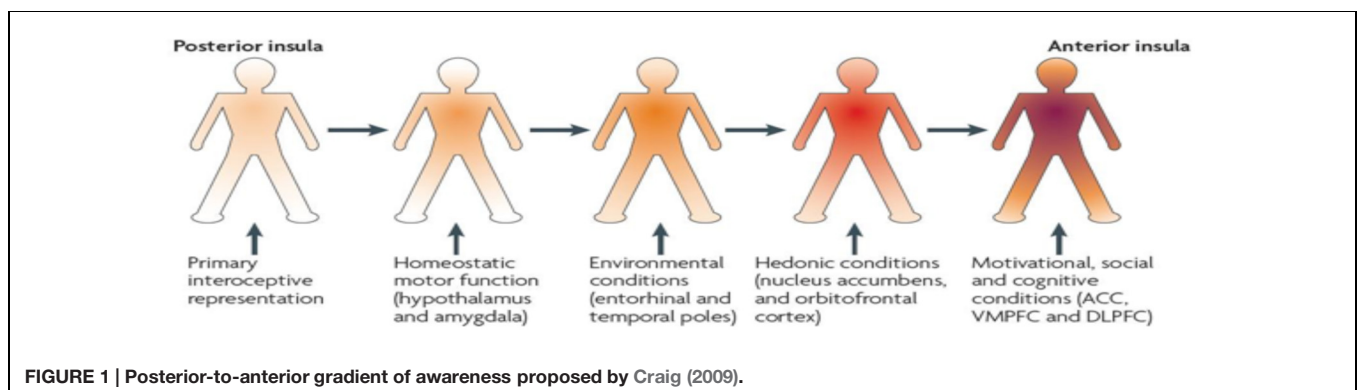 Posterior insula
Anterior insula
Primary
interoceptive
representation
Homeostatic
motor function
(hypothalamus
and amygdala)
Environmental
conditions
(entorhinal and
temporal poles)
Hedonic conditions
(nucleus accumbens,
and orbitofrontal
cortex)
Motivational, social
and cognitive
conditions (ACC,
VMPFC and DLPFC)
FIGURE 1 | Posterior-to-anterior gradient of awareness proposed by Craig (2009).